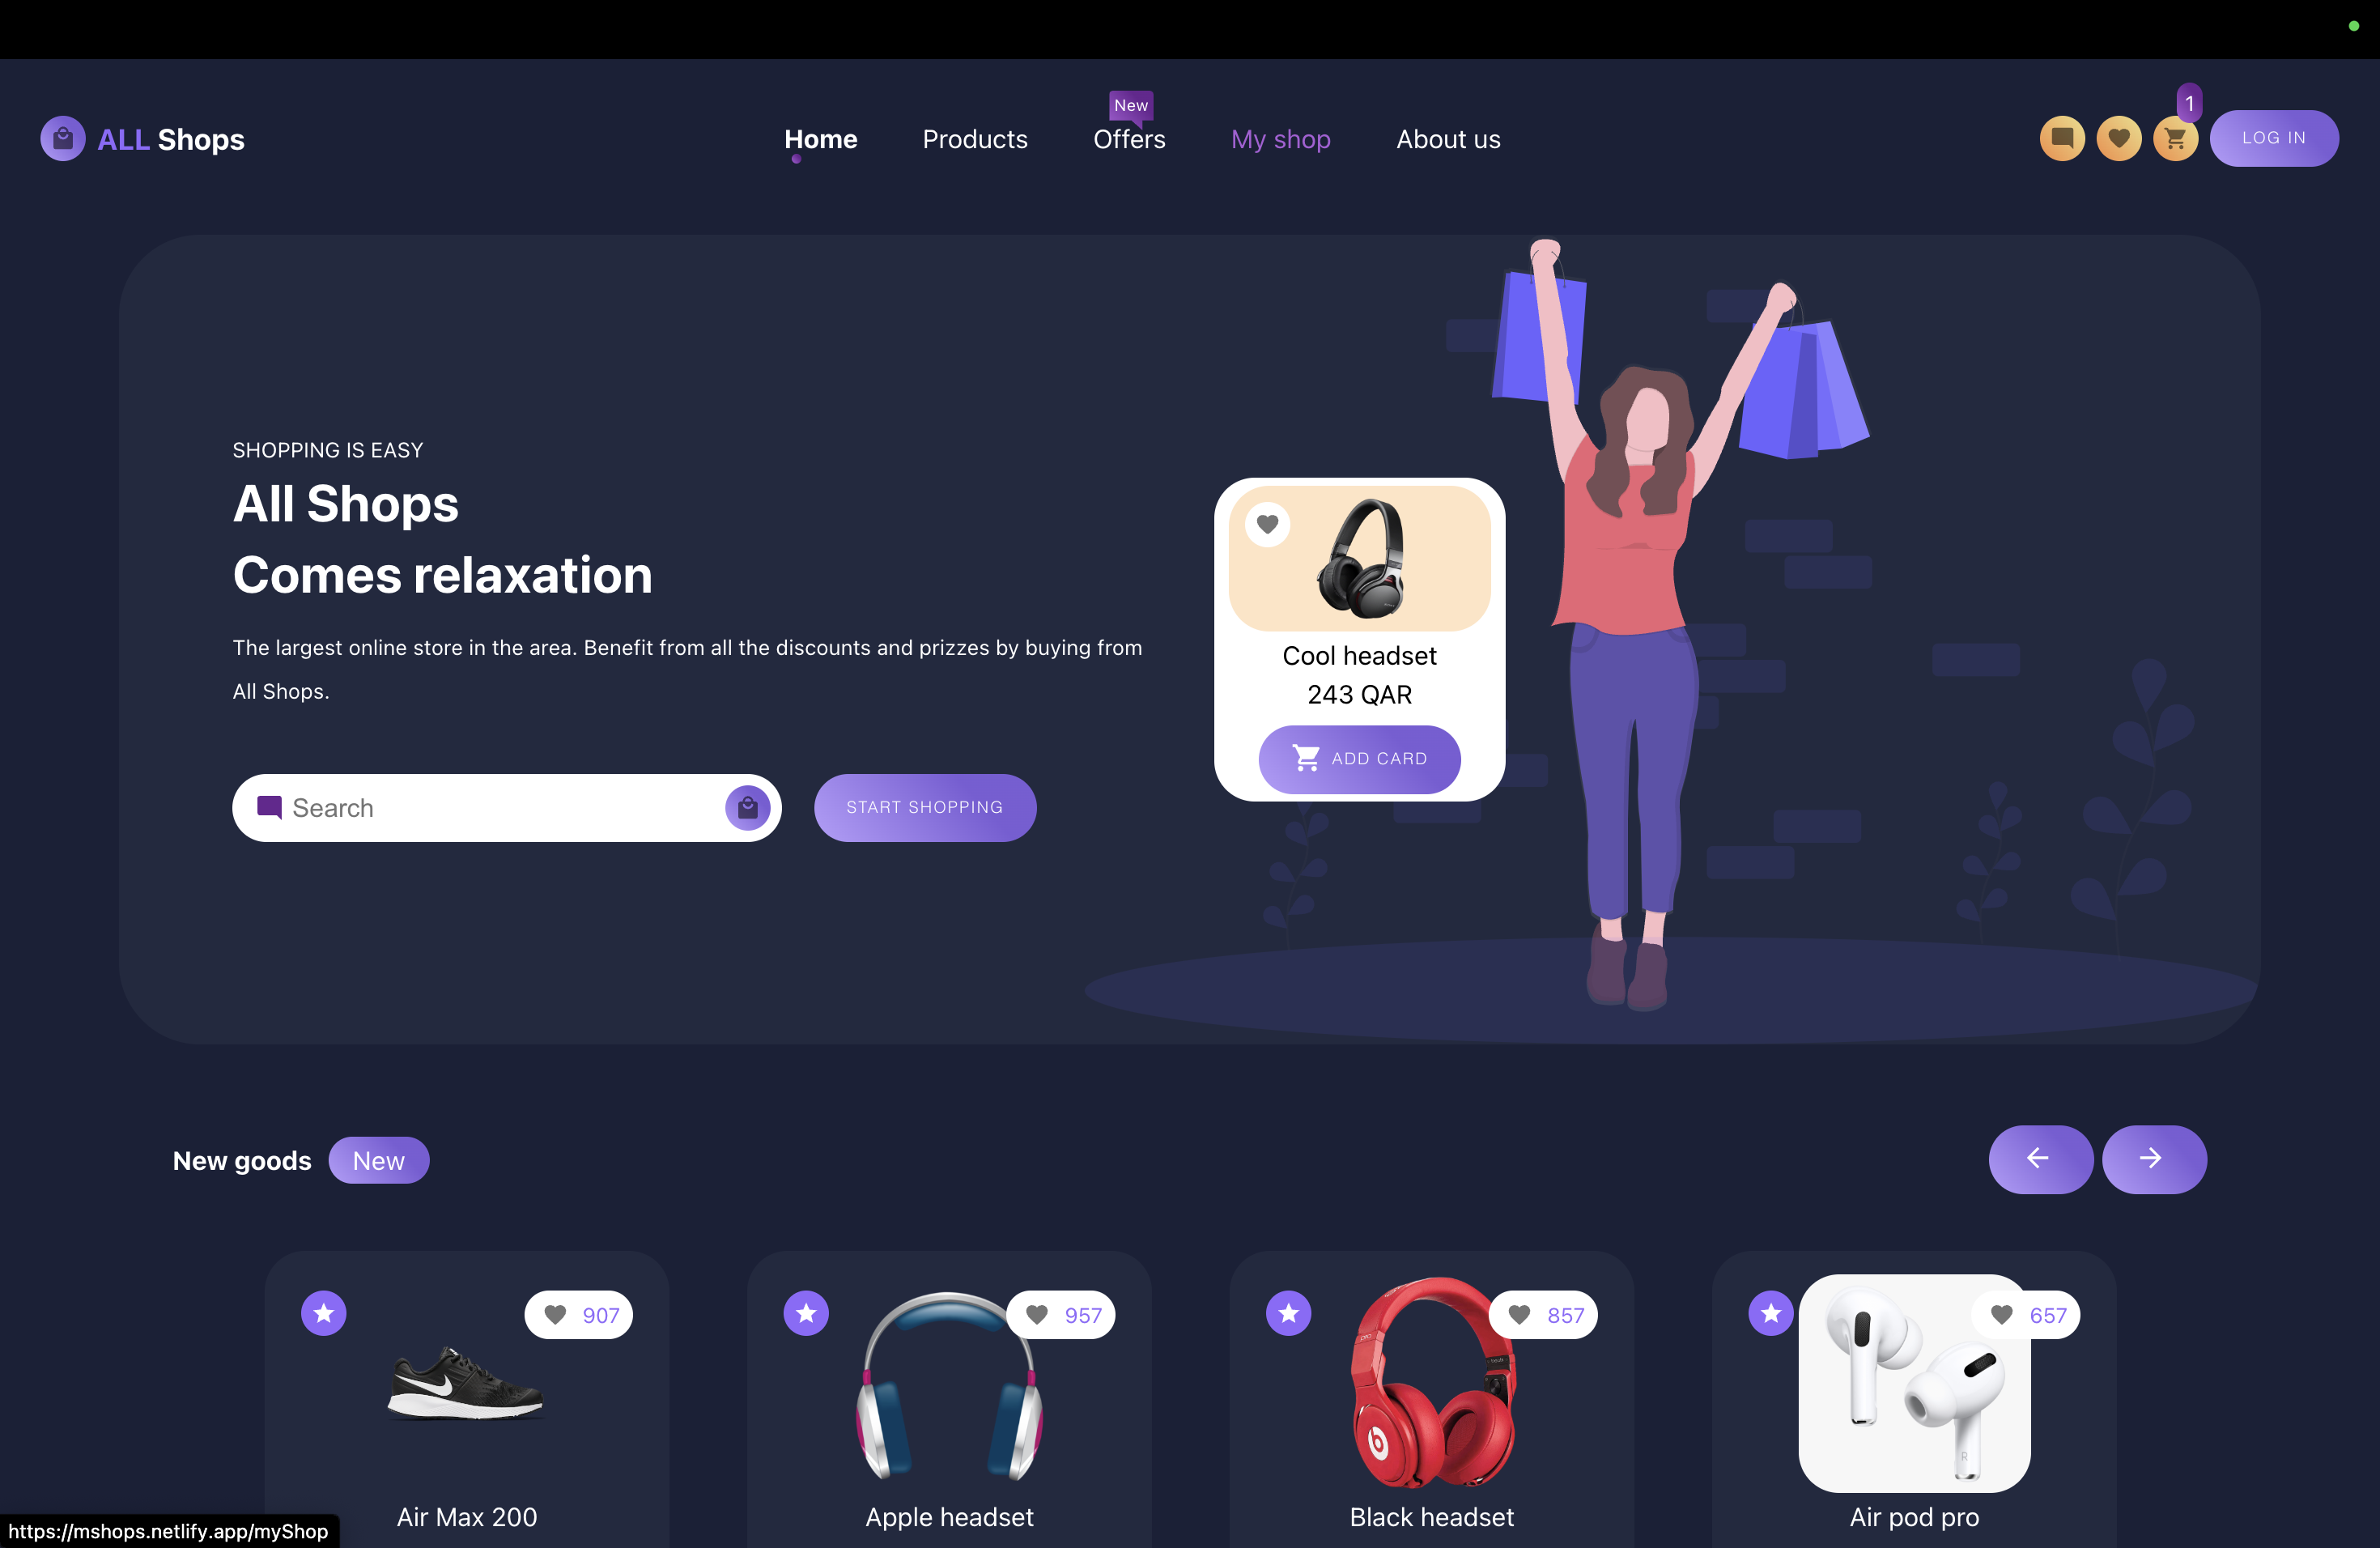 ALL Shops
Home
Products
New
Offers
My shop
About us
1
LOG IN
SHOPPING IS EASY
All Shops
Comes relaxation
The largest online store in the area. Benefit from all the discounts and prizzes by buying from
All Shops.
Search
START SHOPPING
Cool headset
243 QAR
ADD CARD
New goods
New
907
957
857
657
R
Air Max 200
Apple headset
Black headset
Air pod pro
https://mshops.netlify.app/myShop